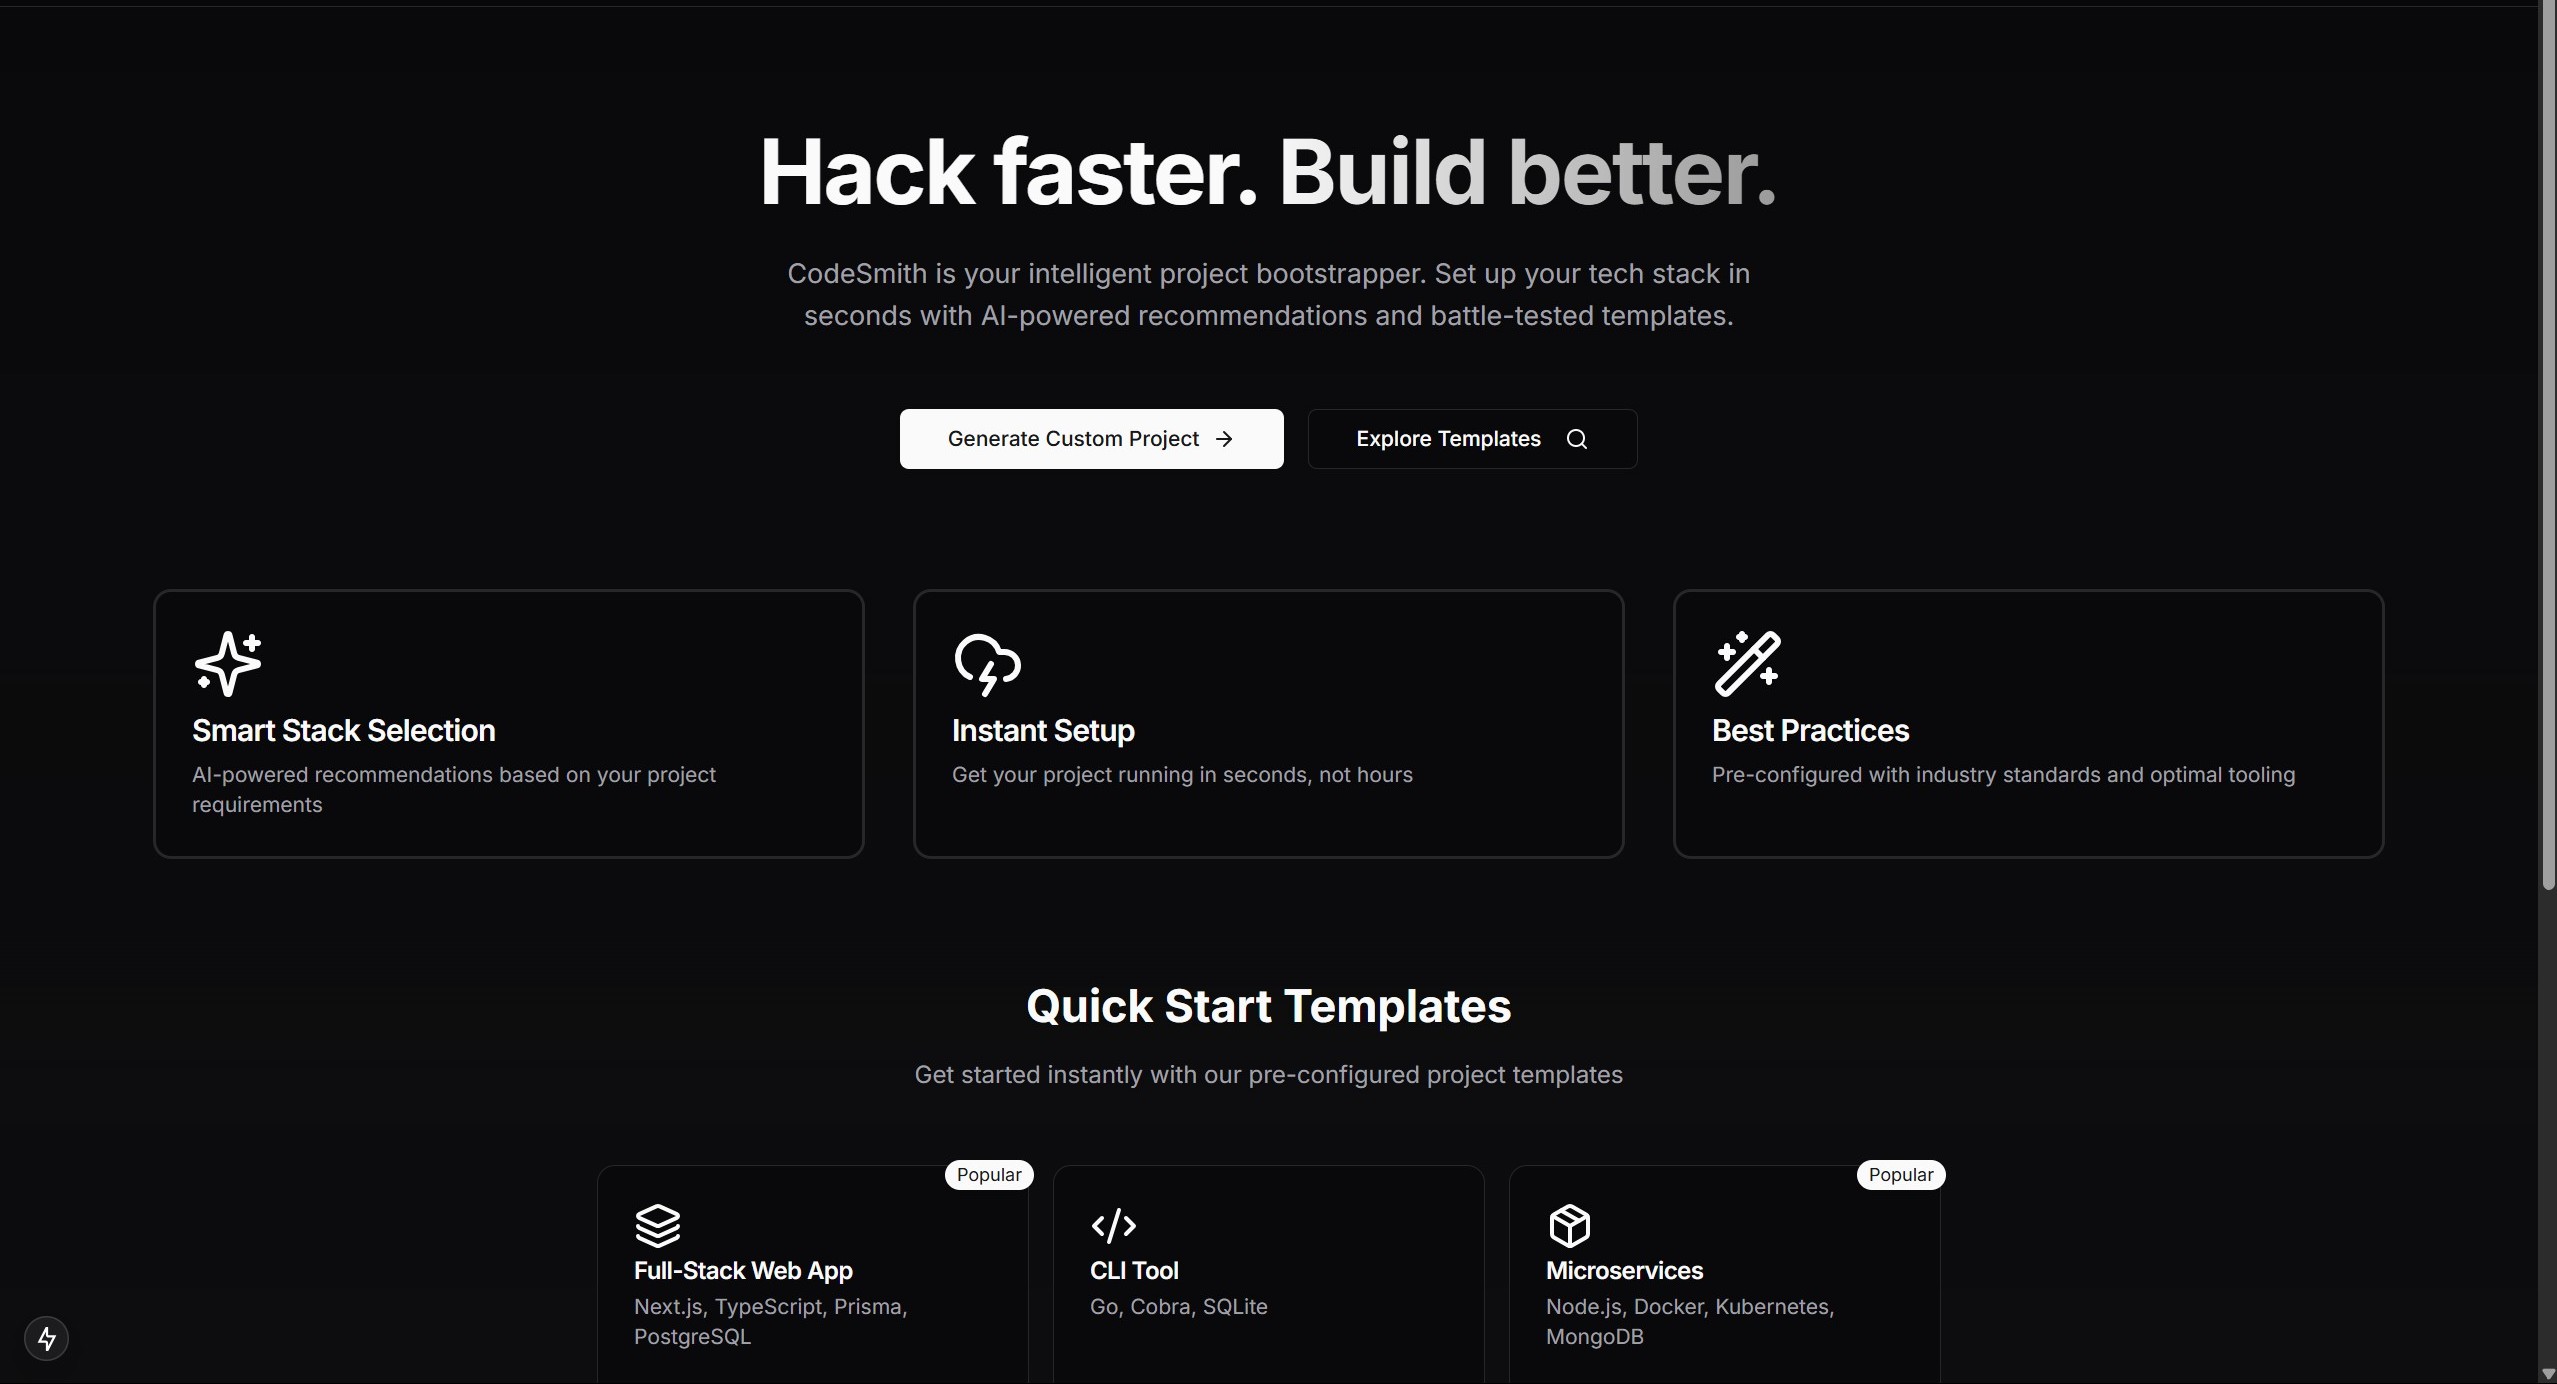 Hack faster. Build better.
CodeSmith is your intelligent project bootstrapper. Set up your tech stack in
seconds with AI-powered recommendations and battle-tested templates.
Generate Custom Project
Explore Templates
Smart Stack Selection
AI-powered recommendations based on your project
requirements
Instant Setup
Get your project running in seconds, not hours
Best Practices
Pre-configured with industry standards and optimal tooling
Quick Start Templates
Get started instantly with our pre-configured project templates
Popular
Full-Stack Web App
Next.js, TypeScript, Prisma,
PostgreSQL
CLI Tool
Go, Cobra, SQLite
Popular
Microservices
Node.js, Docker, Kubernetes,
MongoDB